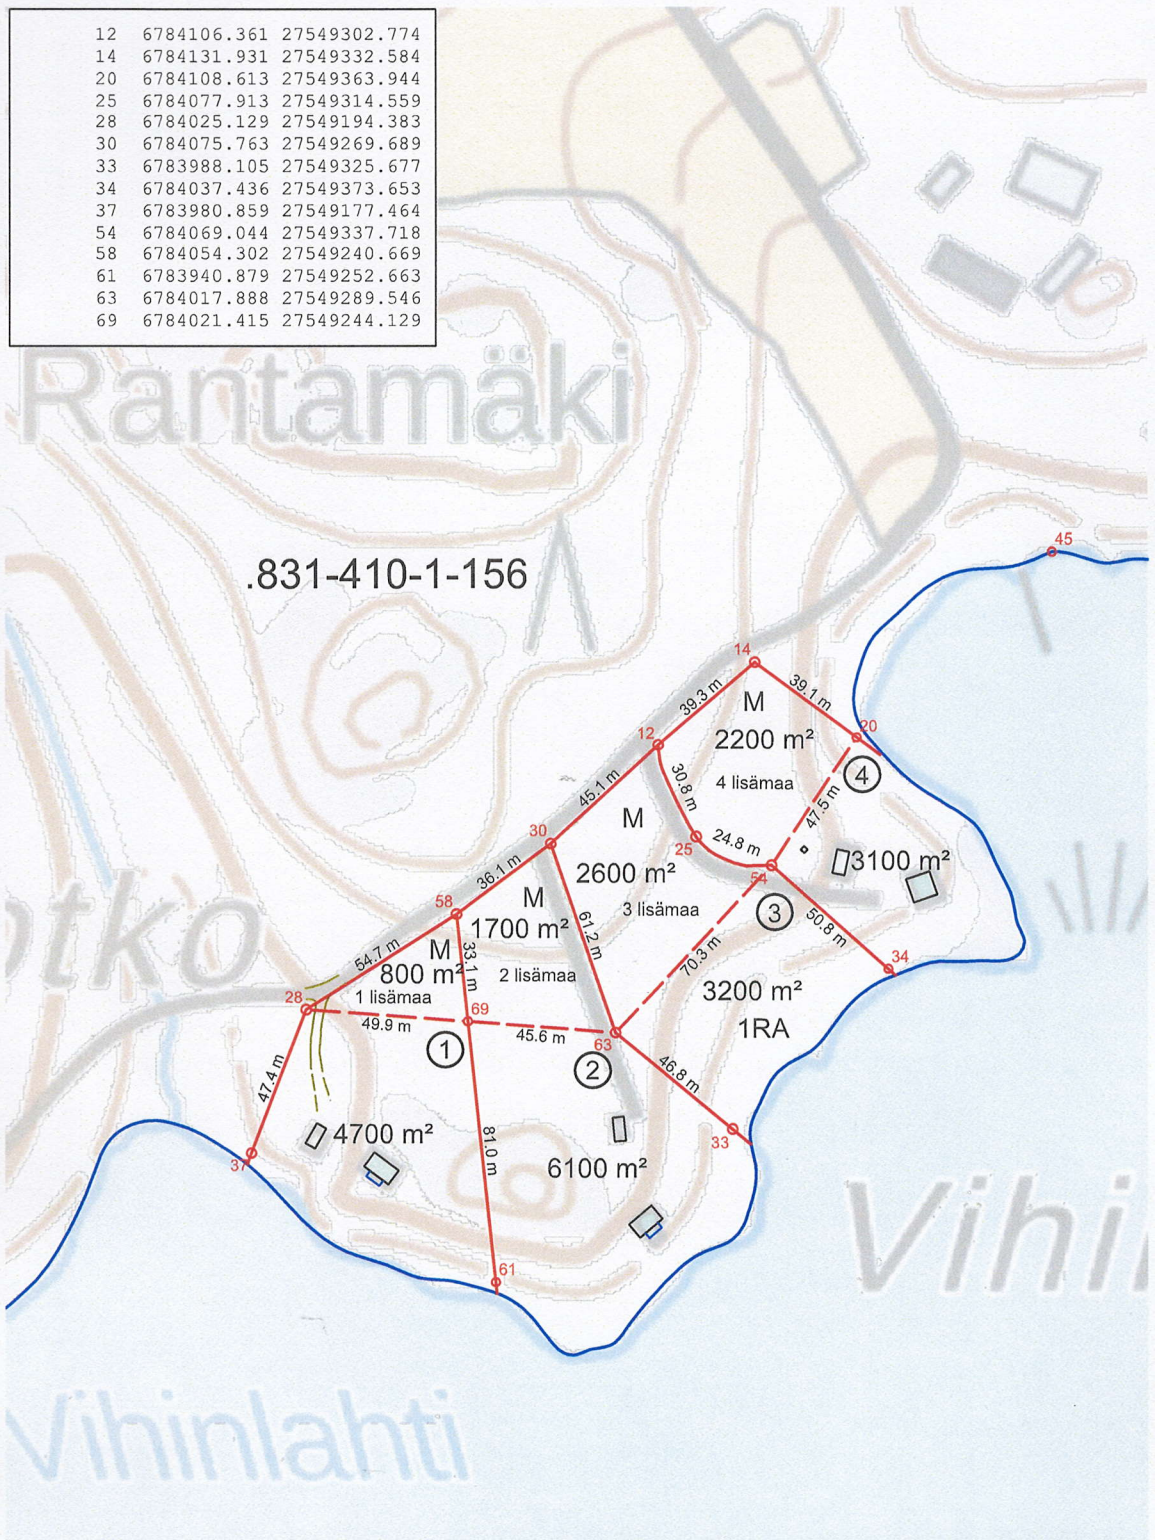 12 6784106.361 27549302.774
14 6784131.931 27549332.584
20 6784108.613 27549363.944
25 6784077.913 27549314.559
28 6784025.129 27549194.383
30 6784075.763 27549269.689
33 6783988.105 27549325.677
34 6784037.436 27549373.653
37 6783980.859 27549177.464
54 6784069.044 27549337.718
58 6784054.302 27549240.669
61 6783940.879 27549252.663
63 6784017.888 27549289.546
69 6784021.415 27549244.129
Rantamäki
.831-410-1-156
45
14
39.3 m
39.1 m
M
12
20
2200 m²
4
4 lisämaa
45.1 m
30.8 m
47.5 m
M
30
25
24.8 m
3100 m²
36.1 m
2600 m²
54
M
3 lisämaa
3
58
1700 m²
61.2 m
50.8 m
otko
54.7 m
M
33.1 m
70.3 m
34
800 m²
2 lisämaa
3200 m²
28
1 lisämaa
69
49.9 m
45.6 m
63
1RA
1
2
47.4 m
46.8 m
4700 m²
81.0 m
33
37
6100 m²
Vihi
61
Vihinlahti